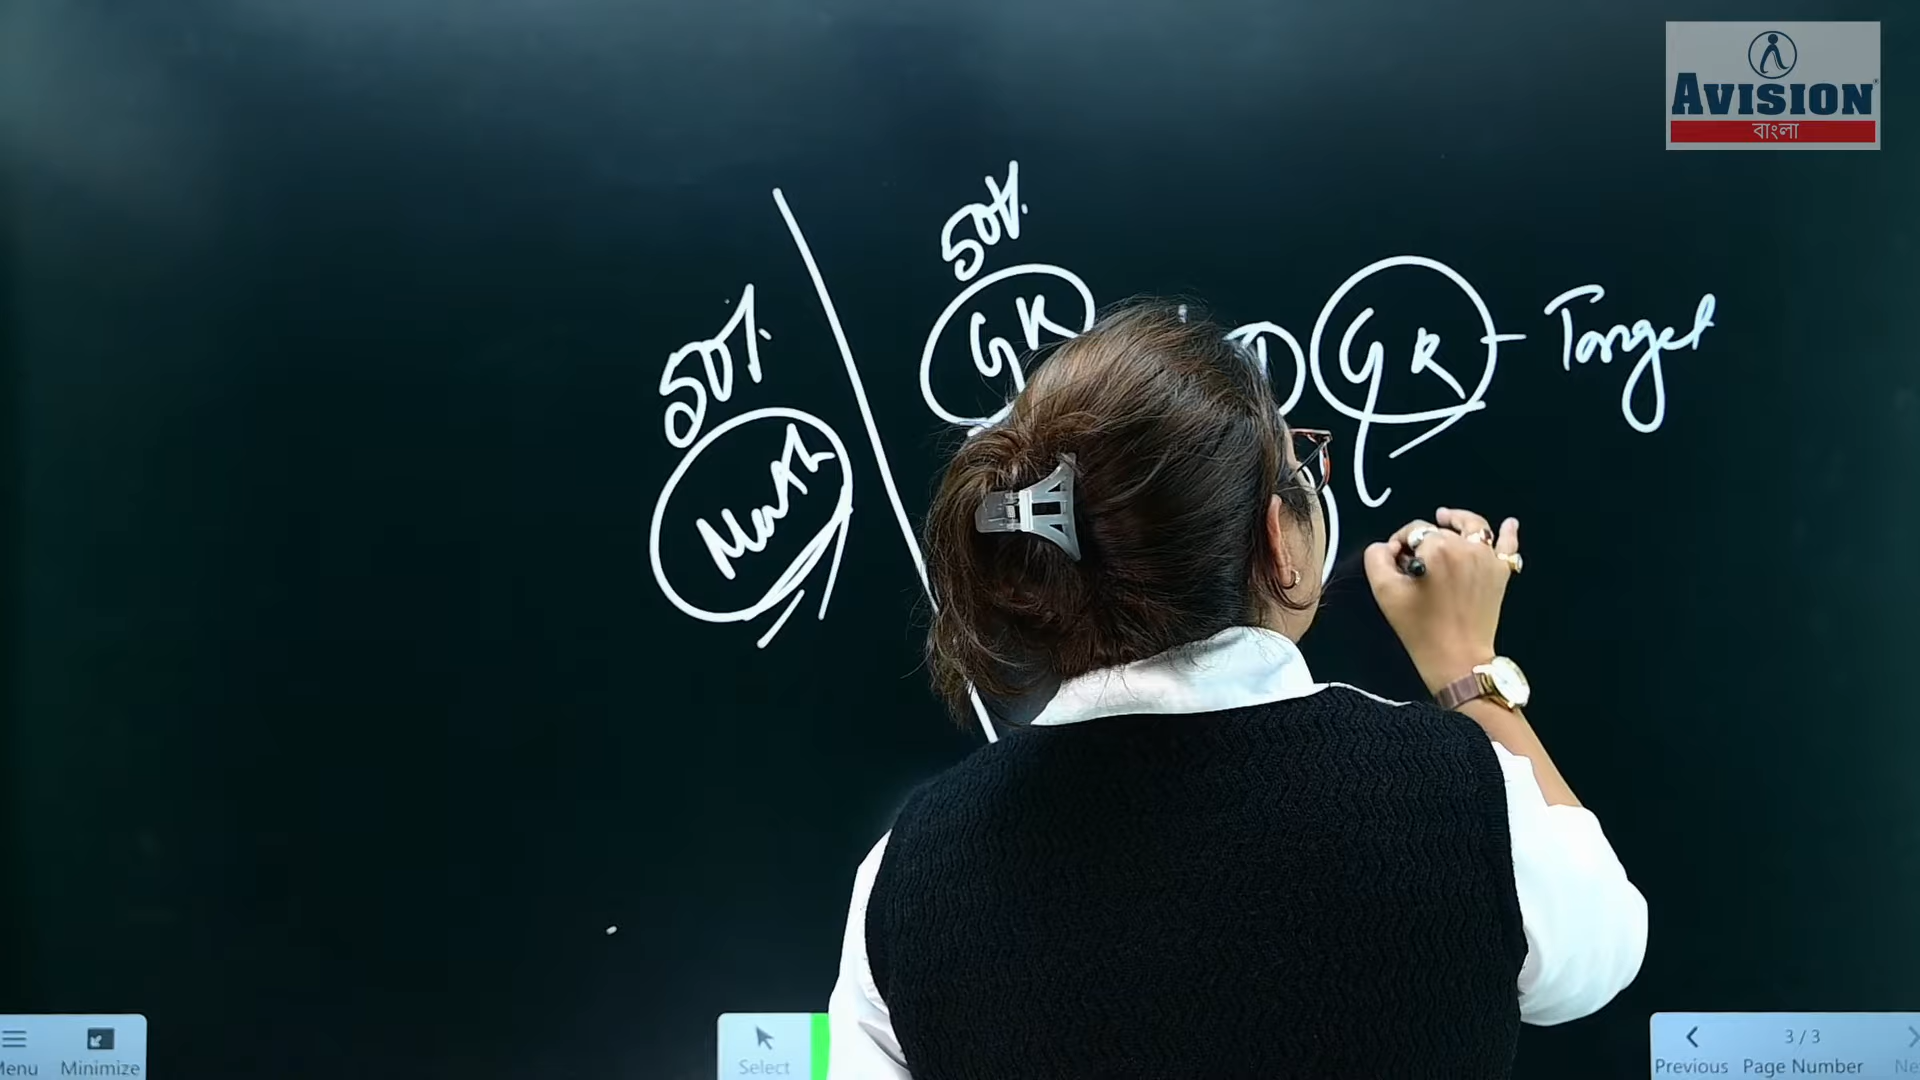 AVISION
বাংলা
50%
GK
GK - Target
50%
Math
Menu
Minimize
Select
Previous
3 / 3
Page Number